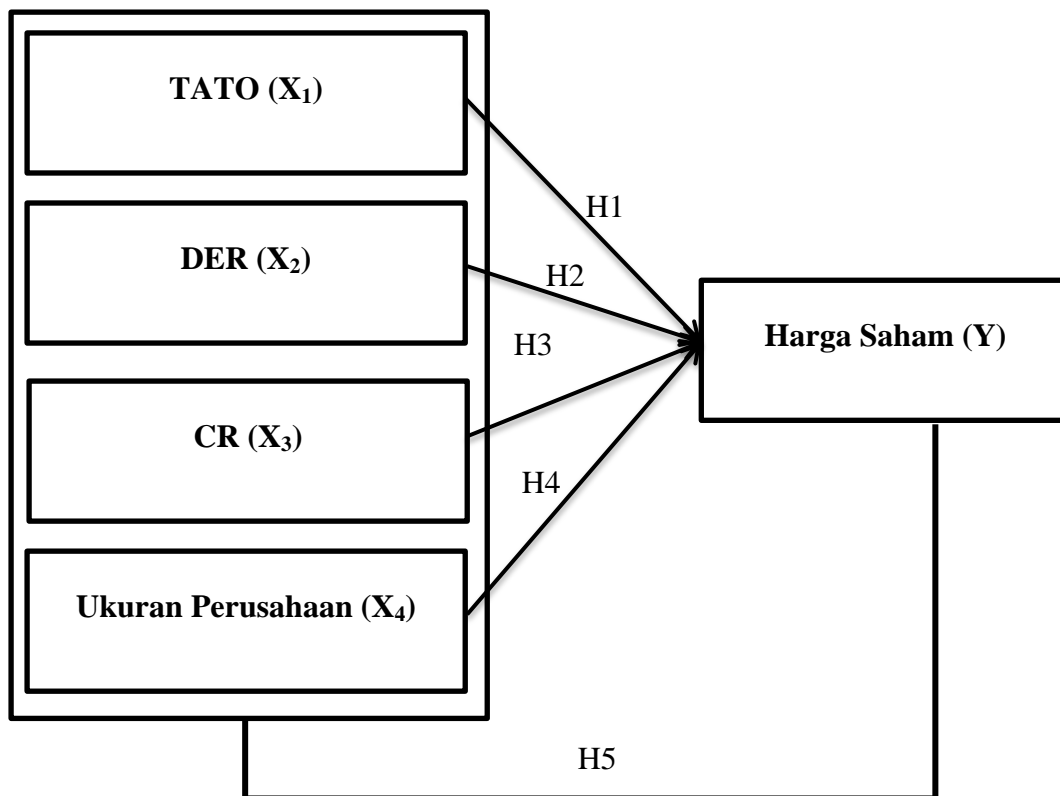 TATO (X₁)
H1
DER (X₂)
H2
H3
Harga Saham (Y)
CR (X₃)
H4
Ukuran Perusahaan (X₄)
H5